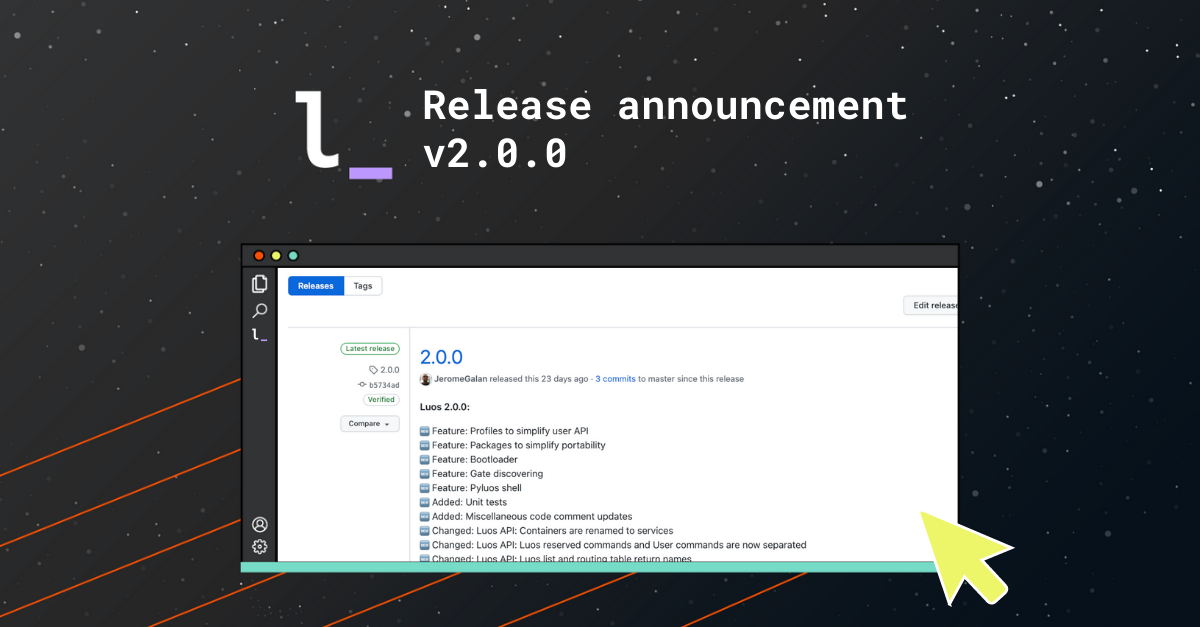 l_
Release announcement
v2.0.0
Releases
Tags
Edit release
l_
Latest release
2.0.0
b5734ad
Verified
Compare
2.0.0
JeromeGalan released this 23 days ago · 3 commits to master since this release
Luos 2.0.0:
🆕 Feature: Profiles to simplify user API
🆕 Feature: Packages to simplify portability
🆕 Feature: Bootloader
🆕 Feature: Gate discovering
🆕 Feature: Pyluos shell
🆕 Added: Unit tests
🆕 Added: Miscellaneous code comment updates
🆕 Changed: Luos API: Containers are renamed to services
🆕 Changed: Luos API: Luos reserved commands and User commands are now separated
🆕 Changed: Luos API: Luos list and routing table return names